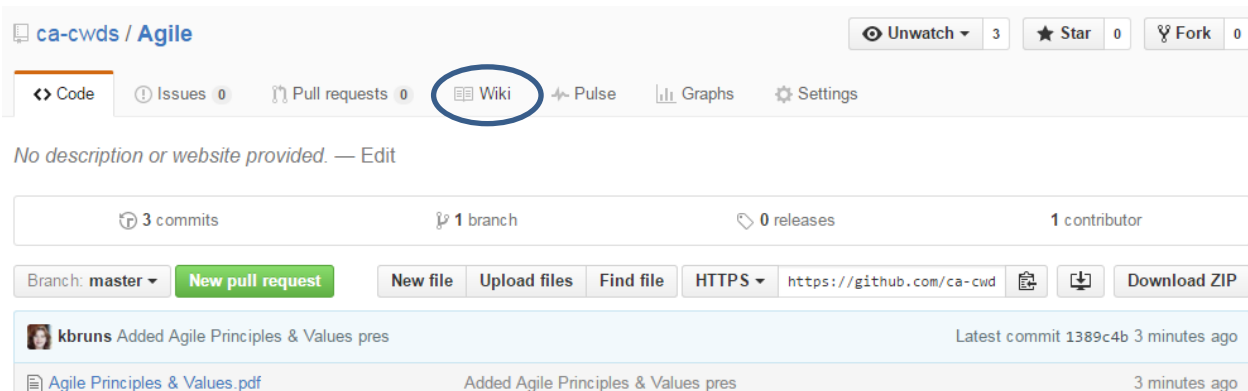 ca-cwds / Agile Unwatch 3 Star 0 Fork 0
Code Issues 0 Pull requests 0 Wiki Pulse Graphs Settings
No description or website provided. — Edit
3 commits 1 branch 0 releases 1 contributor
Branch: master New pull request New file Upload files Find file HTTPS https://github.com/ca-cwd Download ZIP
kbruns Added Agile Principles & Values pres Latest commit 1389c4b 3 minutes ago
Agile Principles & Values.pdf Added Agile Principles & Values pres 3 minutes ago